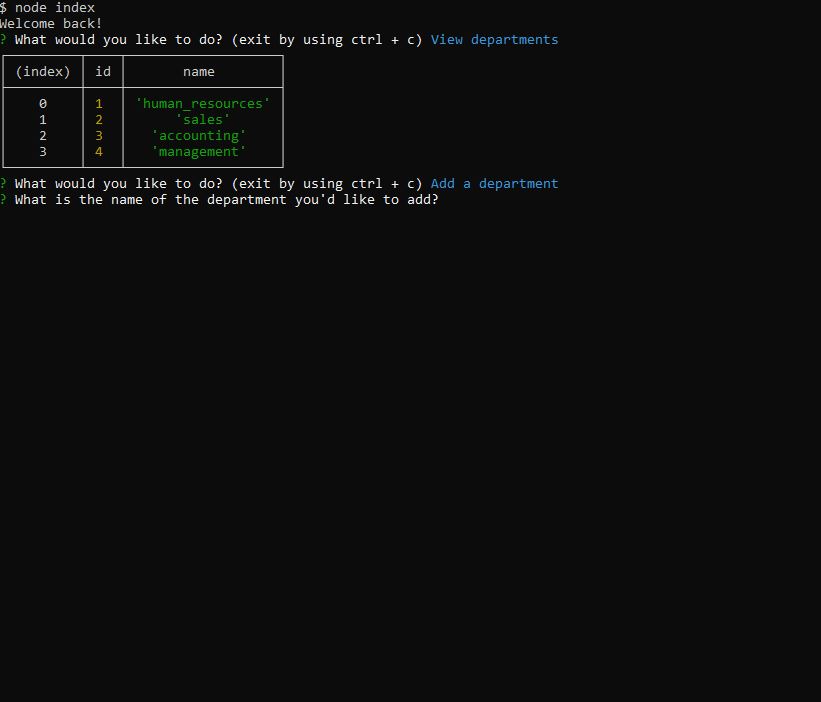 $ node index
Welcome back!
? What would you like to do? (exit by using ctrl + c) View departments
(index) id name
0 1 'human_resources'
1 2 'sales'
2 3 'accounting'
3 4 'management'
? What would you like to do? (exit by using ctrl + c) Add a department
? What is the name of the department you'd like to add?